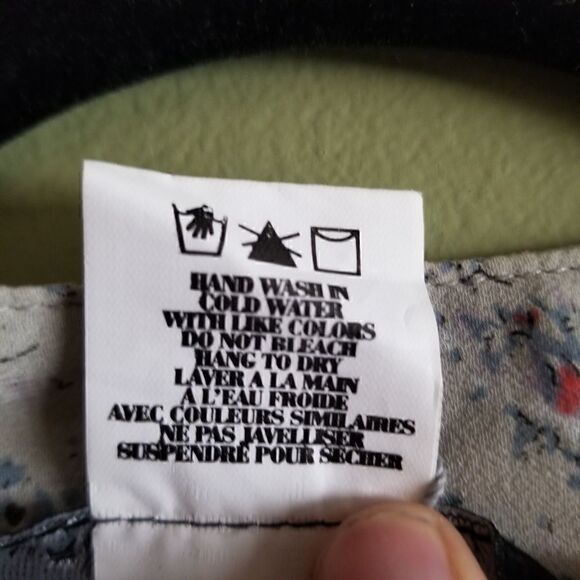 HAND WASH IN
COLD WATER
WITH LIKE COLORS
DO NOT BLEACH
HANG TO DRY
LAVER A LA MAIN
A L'EAU FROIDE
AVEC COULEURS SIMILAIRES
NE PAS JAVELLISER
SUSPENDRE POUR SECHER